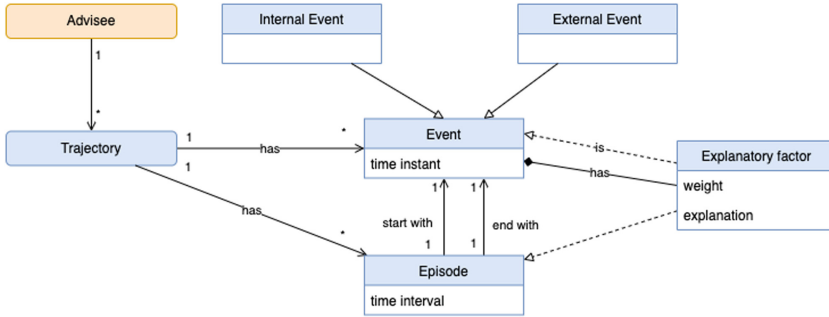 Advisee
Internal Event
External Event
1
*
Trajectory
1
has
*
Event
time instant
is
has
Explanatory factor
weight
explanation
1
has
*
1
1
start with
end with
1
1
Episode
time interval